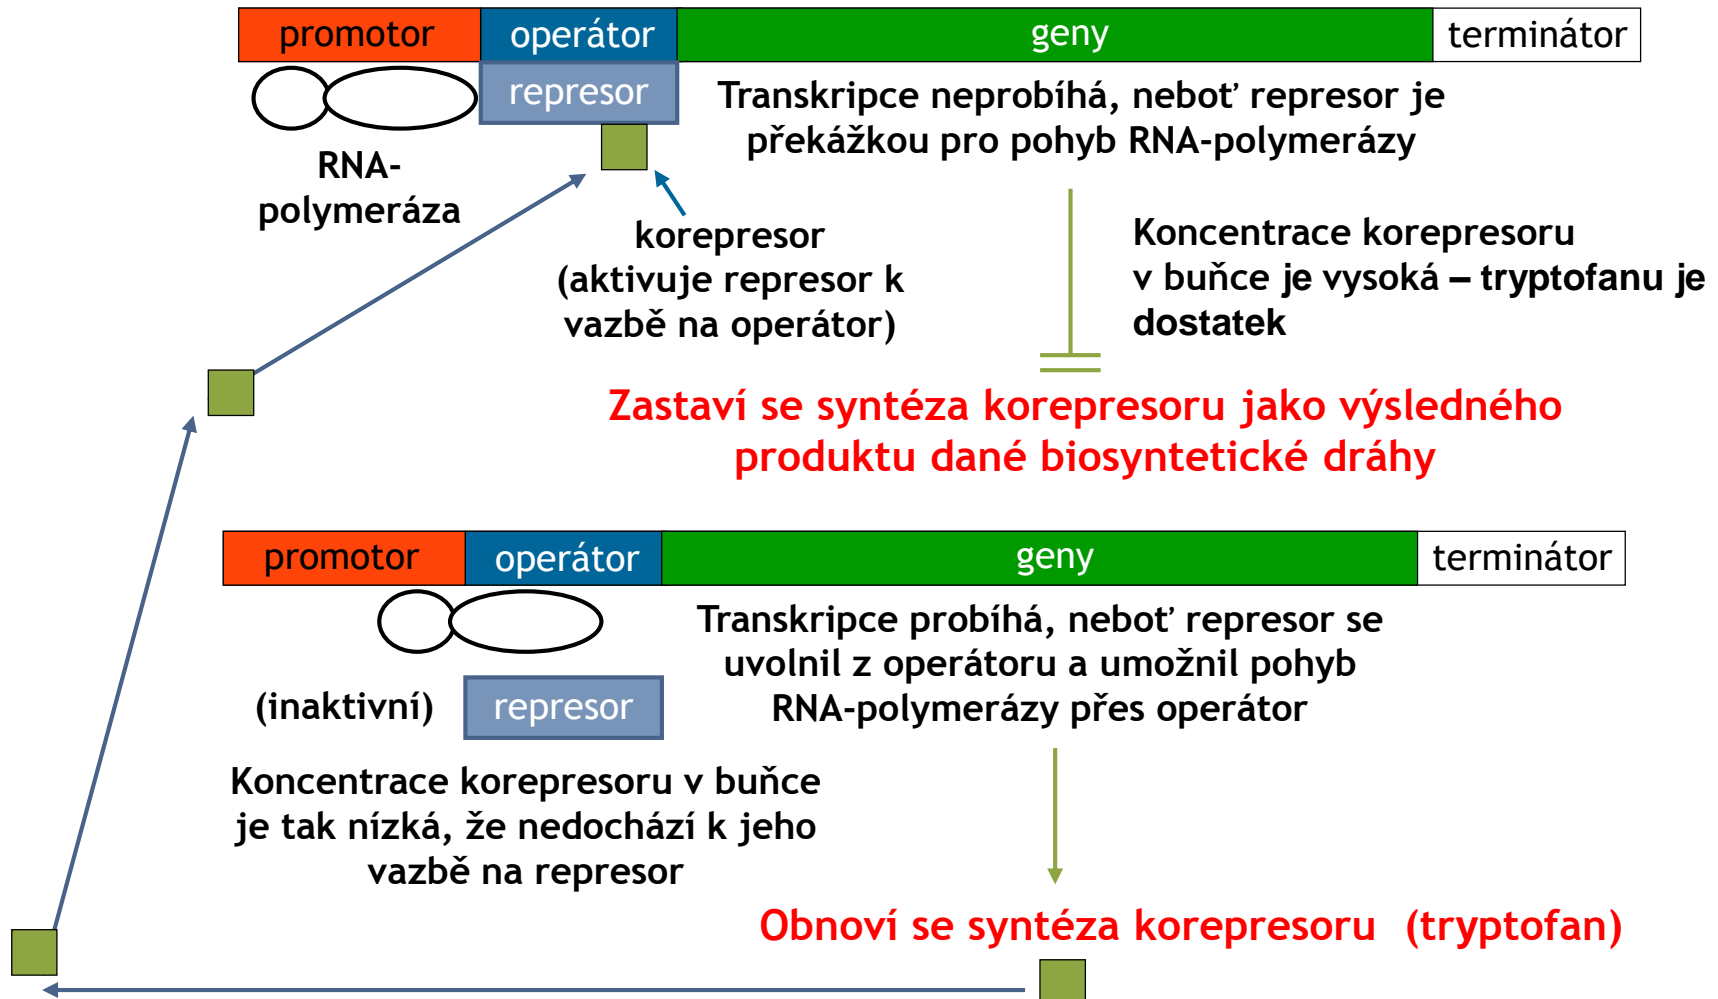 promotor operátor geny terminátor
represor
RNA-
polymeráza
Transkripce neprobíhá, neboť represor je
překážkou pro pohyb RNA-polymerázy
korepresor
(aktivuje represor k
vazbě na operátor)
Koncentrace korepresoru
v buňce je vysoká – tryptofanu je
dostatek
Zastaví se syntéza korepresoru jako výsledného
produktu dané biosyntetické dráhy
promotor operátor geny terminátor
Transkripce probíhá, neboť represor se
uvolnil z operátoru a umožnil pohyb
RNA-polymerázy přes operátor
(inaktivní) represor
Koncentrace korepresoru v buňce
je tak nízká, že nedochází k jeho
vazbě na represor
Obnoví se syntéza korepresoru (tryptofan)